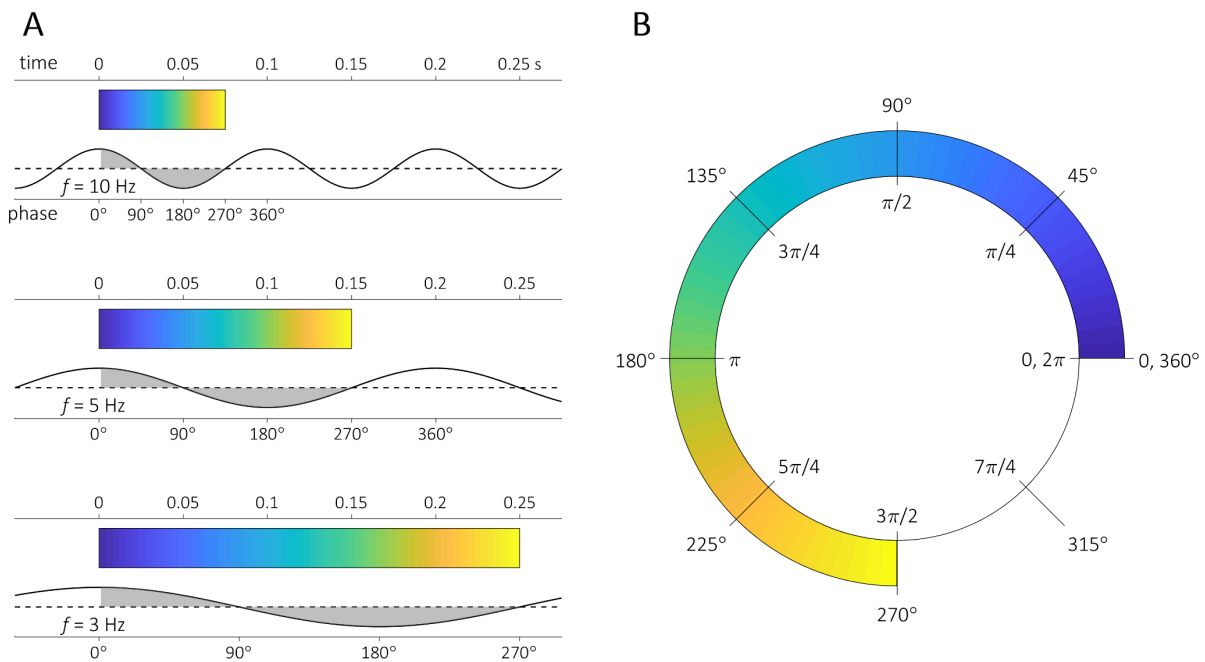 A
time 0 0.05 0.1 0.15 0.2 0.25 s
f = 10 Hz
phase 0° 90° 180° 270° 360°
0 0.05 0.1 0.15 0.2 0.25
f = 5 Hz
0° 90° 180° 270° 360°
0 0.05 0.1 0.15 0.2 0.25
f = 3 Hz
0° 90° 180° 270°
B
90°
135° 45°
π/2
3π/4 π/4
180° π 0, 2π 0, 360°
5π/4 7π/4
3π/2
225° 315°
270°